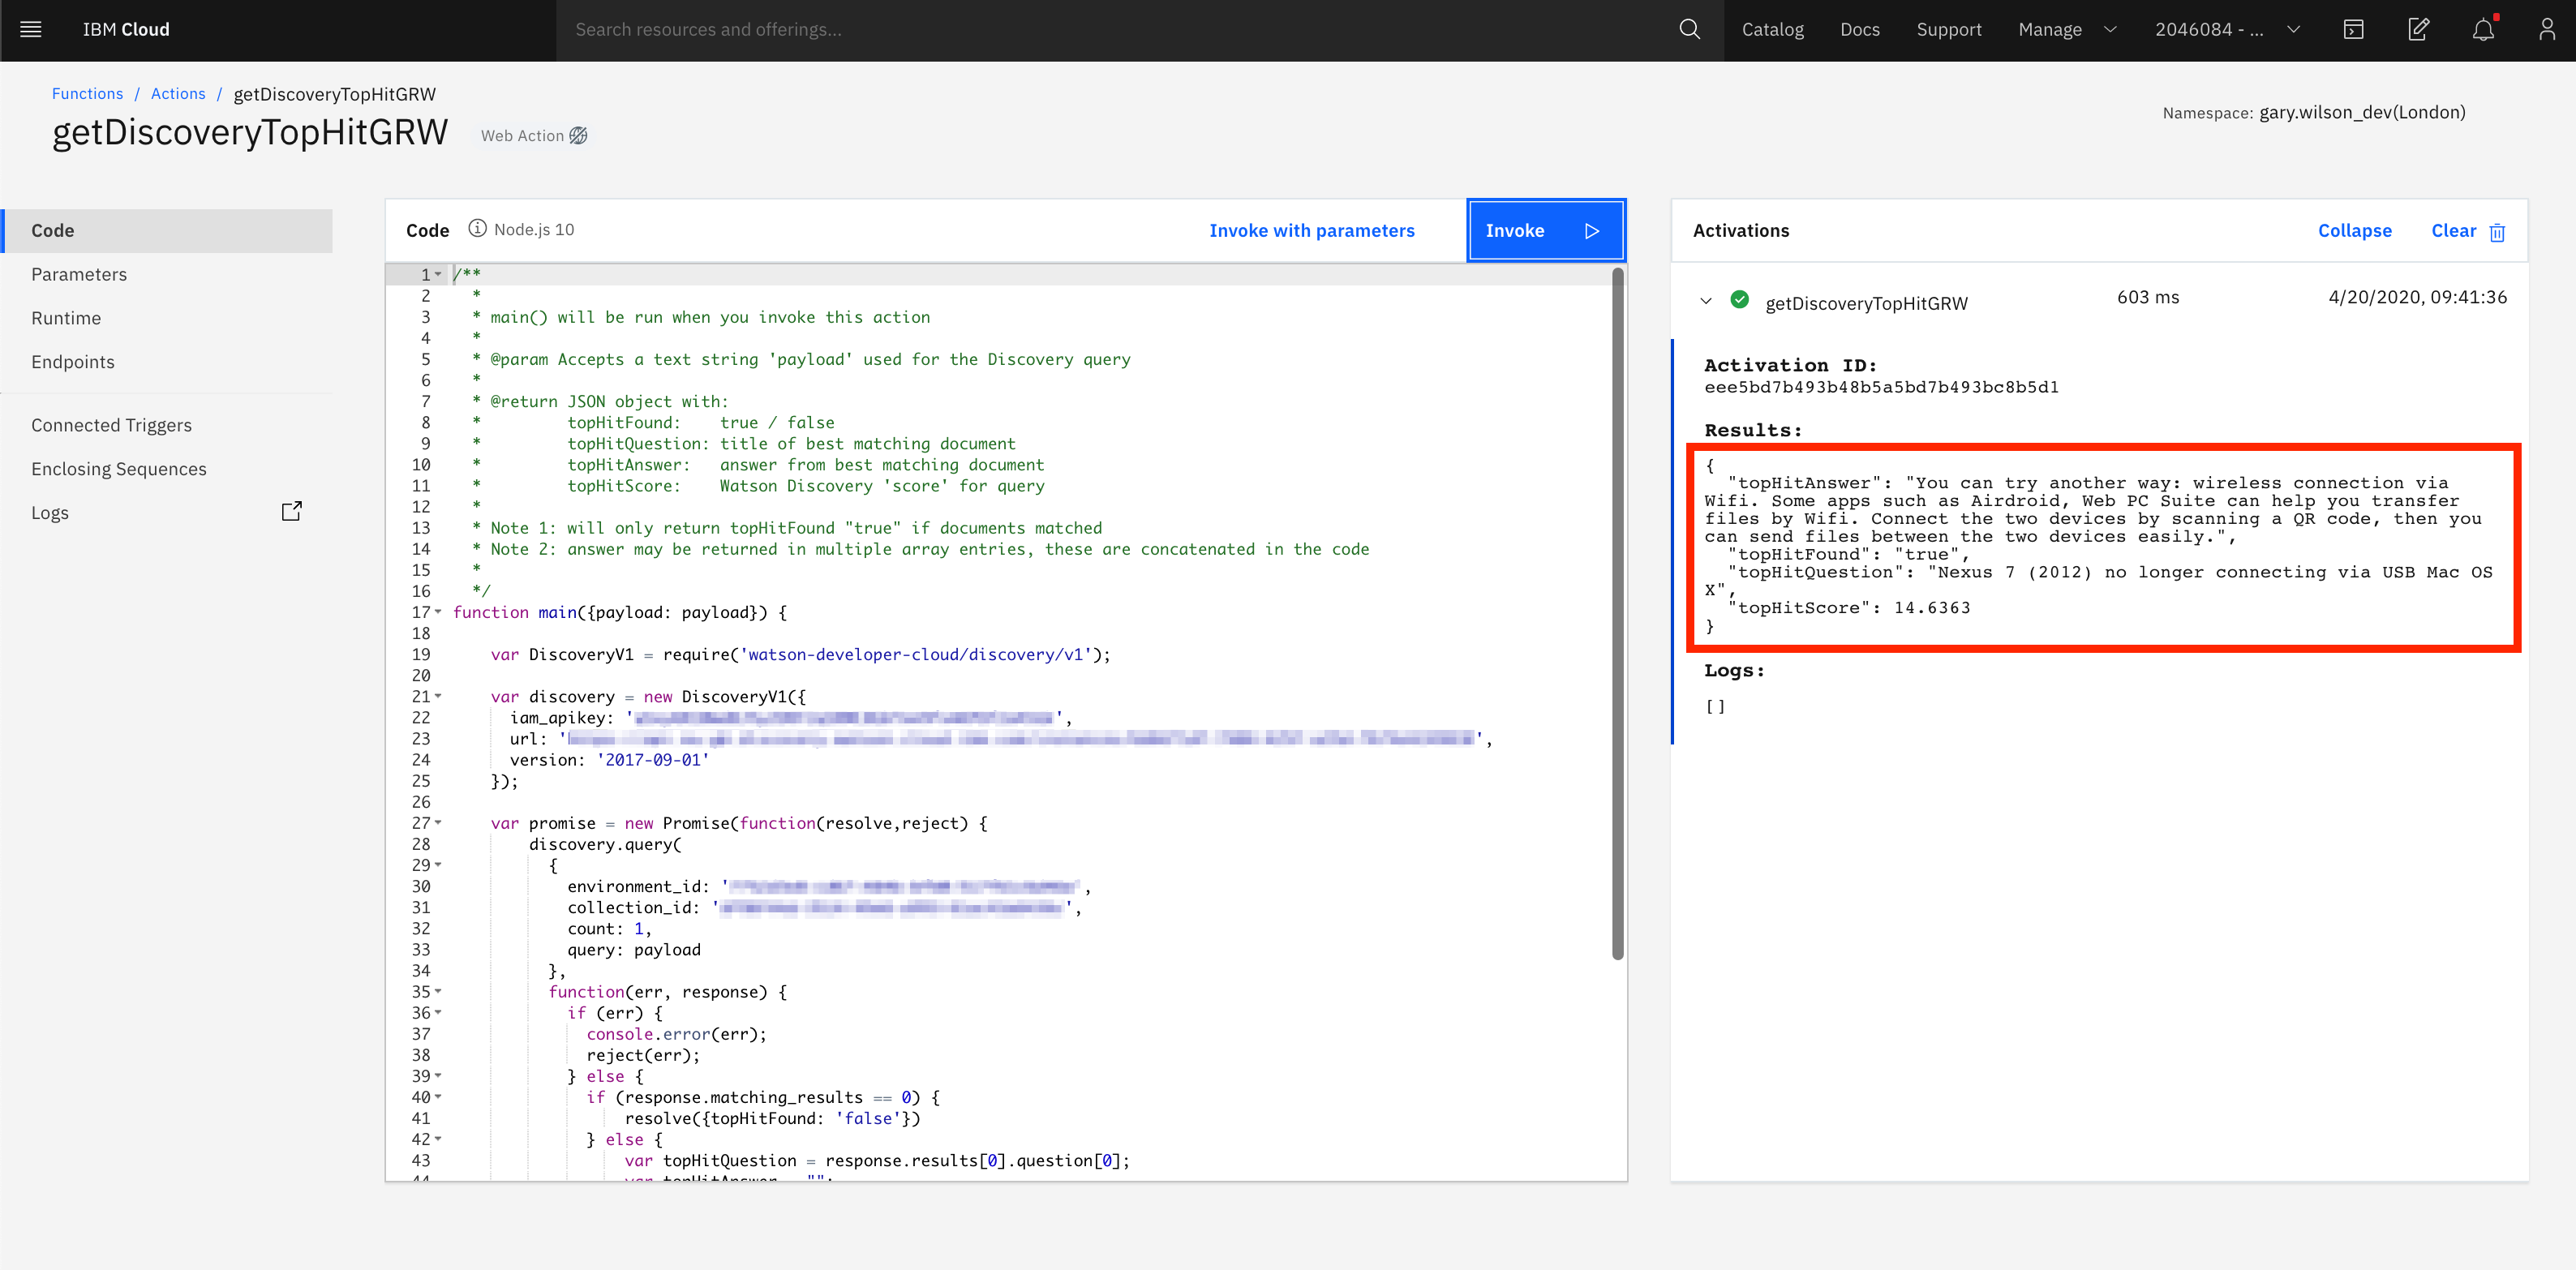 IBM Cloud
Search resources and offerings...
Catalog
Docs
Support
Manage
2046084 - ...
Functions / Actions / getDiscoveryTopHitGRW
getDiscoveryTopHitGRW
Web Action
Namespace: gary.wilson_dev(London)
Code
Parameters
Runtime
Endpoints
Connected Triggers
Enclosing Sequences
Logs
Code Node.js 10
Invoke with parameters
Invoke
1 /**
2 *
3 * main() will be run when you invoke this action
4 *
5 * @param Accepts a text string 'payload' used for the Discovery query
6 *
7 * @return JSON object with:
8 * topHitFound: true / false
9 * topHitQuestion: title of best matching document
10 * topHitAnswer: answer from best matching document
11 * topHitScore: Watson Discovery 'score' for query
12 *
13 * Note 1: will only return topHitFound "true" if documents matched
14 * Note 2: answer may be returned in multiple array entries, these are concatenated in the code
15 *
16 */
17 function main({payload: payload}) {
18
19 var DiscoveryV1 = require('watson-developer-cloud/discovery/v1');
20
21 var discovery = new DiscoveryV1({
22 iam_apikey: '',
23 url: '',
24 version: '2017-09-01'
25 });
26
27 var promise = new Promise(function(resolve,reject) {
28 discovery.query(
29 {
30 environment_id: '',
31 collection_id: '',
32 count: 1,
33 query: payload
34 },
35 function(err, response) {
36 if (err) {
37 console.error(err);
38 reject(err);
39 } else {
40 if (response.matching_results == 0) {
41 resolve({topHitFound: 'false'})
42 } else {
43 var topHitQuestion = response.results[0].question[0];
44 var topHitAnswer = "";
Activations
Collapse
Clear
getDiscoveryTopHitGRW
603 ms
4/20/2020, 09:41:36
Activation ID:
eee5bd7b493b48b5a5bd7b493bc8b5d1
Results:
{
"topHitAnswer": "You can try another way: wireless connection via
Wifi. Some apps such as Airdroid, Web PC Suite can help you transfer
files by Wifi. Connect the two devices by scanning a QR code, then you
can send files between the two devices easily.",
"topHitFound": "true",
"topHitQuestion": "Nexus 7 (2012) no longer connecting via USB Mac OS
X",
"topHitScore": 14.6363
}
Logs:
[]